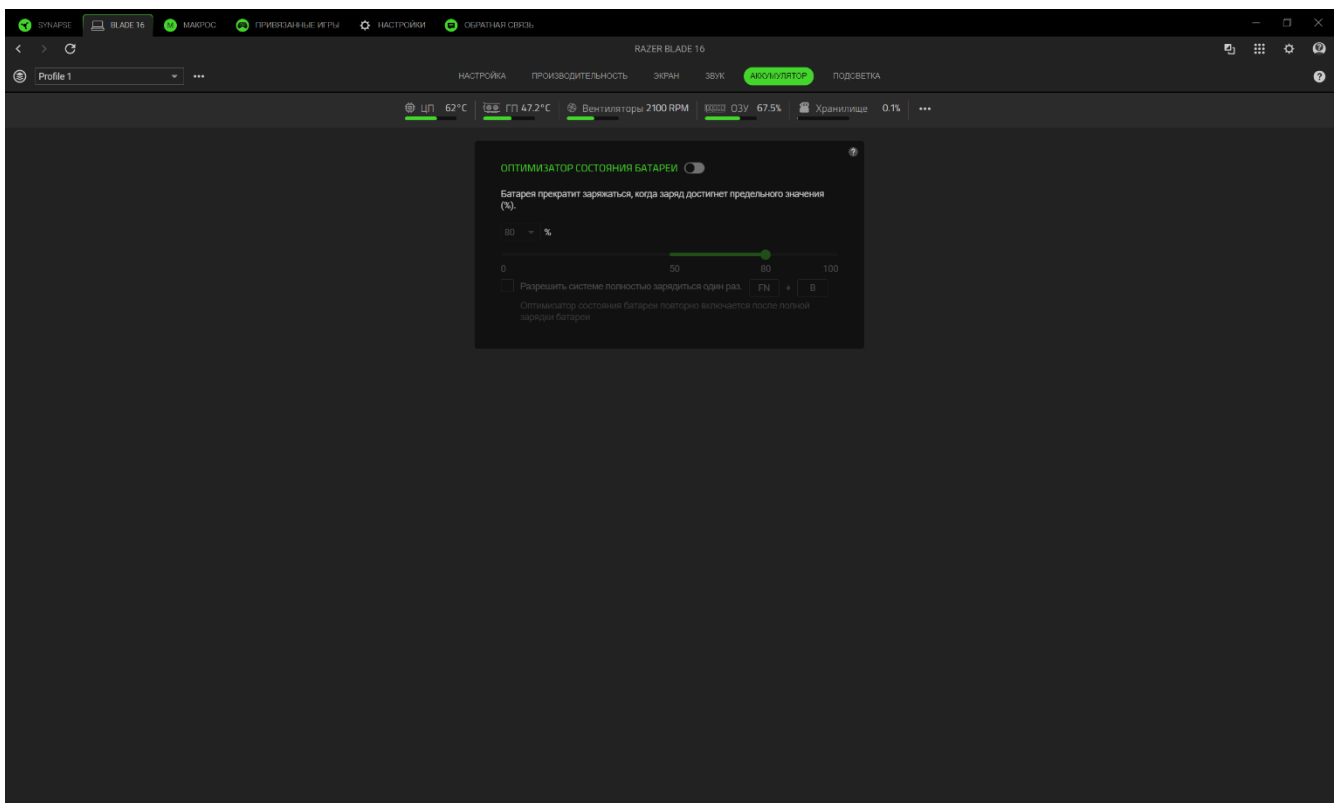 SYNAPSE BLADE 16 МАКРОС ПРИВЯЗАННЫЕ ИГРЫ НАСТРОЙКИ ОБРАТНАЯ СВЯЗЬ
RAZER BLADE 16
Profile 1 НАСТРОЙКА ПРОИЗВОДИТЕЛЬНОСТЬ ЭКРАН ЗВУК АККУМУЛЯТОР ПОДСВЕТКА
ЦП 62°C ГП 47.2°C Вентиляторы 2100 RPM ОЗУ 67.5% Хранилище 0.1%
ОПТИМИЗАТОР СОСТОЯНИЯ БАТАРЕИ
Батарея прекратит заряжаться, когда заряд достигнет предельного значения
(%).
80 %
0 50 80 100
Разрешить системе полностью зарядиться один раз. FN + B
Оптимизатор состояния батареи повторно включается после полной
зарядки батареи